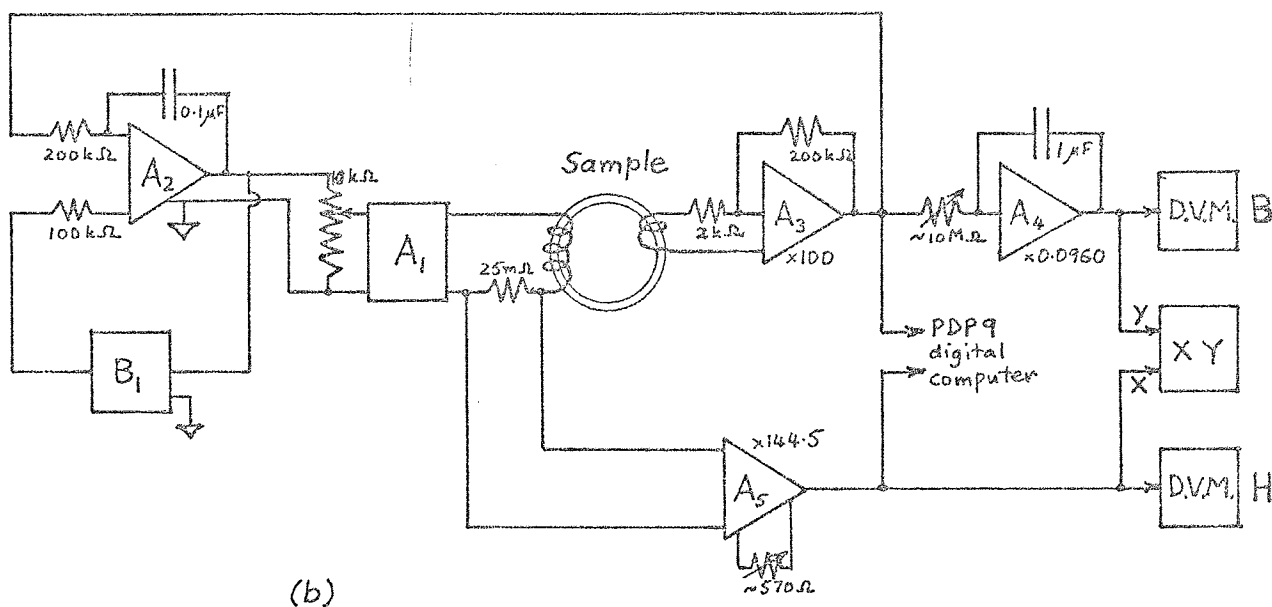 0.1μF
200kΩ
A₂
100kΩ
B₁
10kΩ
A₁
25mΩ
Sample
200kΩ
2kΩ
A₃
×100
1μF
~10MΩ
A₄
×0.0960
D.V.M. B
PDP9
digital
computer
Y
X Y
X
×144.5
A₅
~570Ω
D.V.M. H
(b)